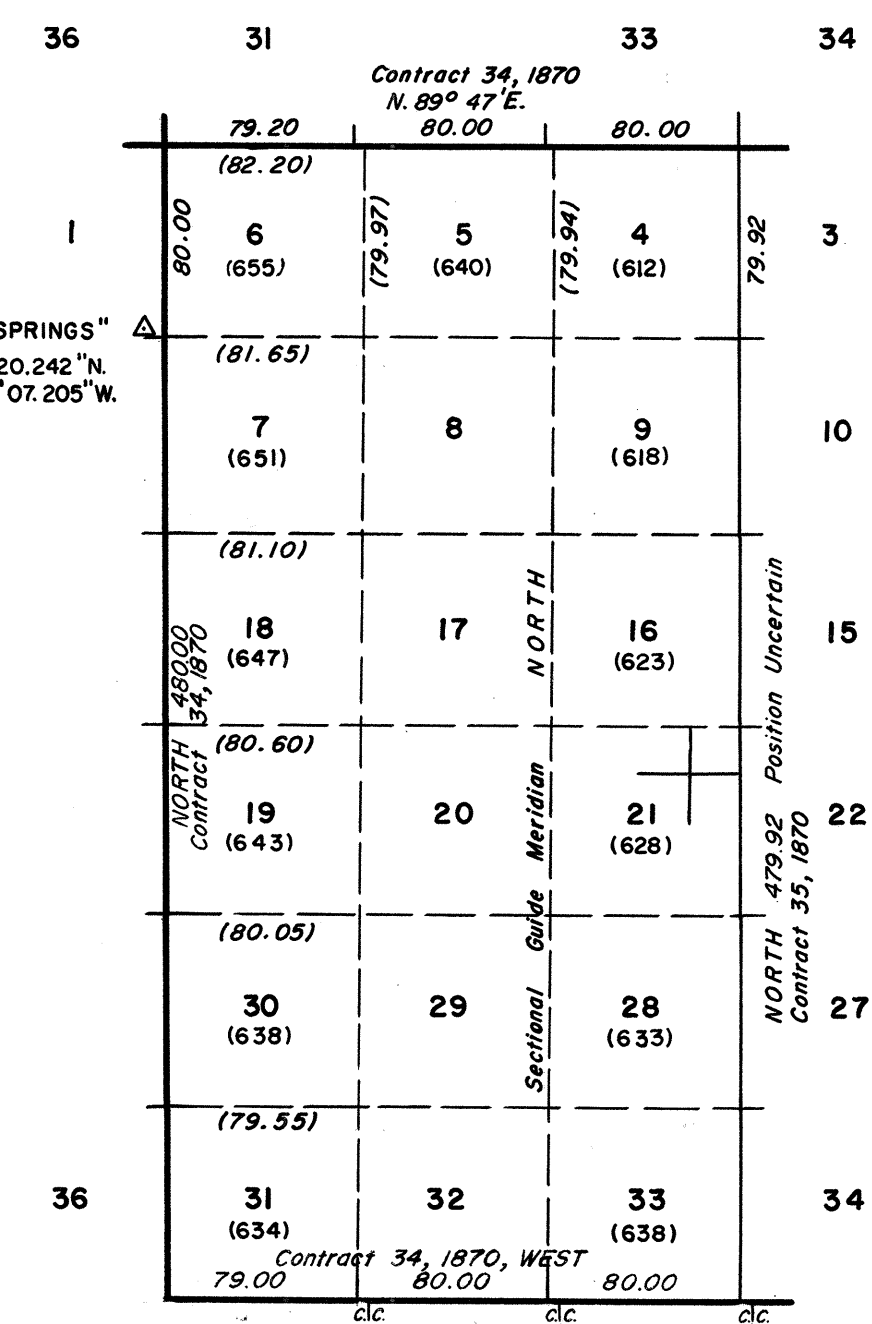 36 31 33 34
Contract 34, 1870
N. 89° 47' E.
79.20 80.00 80.00
(82.20)
80.00
(79.97)
(79.94)
79.92
1 6 5 4 3
(655) (640) (612)
SPRINGS"
20.242"N.
07.205"W.
(81.65)
7 8 9 10
(651) (618)
(81.10)
18 17 16 15
(647) (623)
NORTH 480.00
Contract 34, 1870
Sectional Guide Meridian NORTH
NORTH 479.92 Position Uncertain
Contract 35, 1870
(80.60)
19 20 21 22
(643) (628)
(80.05)
30 29 28 27
(638) (633)
(79.55)
36 31 32 33 34
(634) (638)
Contract 34, 1870, WEST
79.00 80.00 80.00
C.C. C.C. C.C.